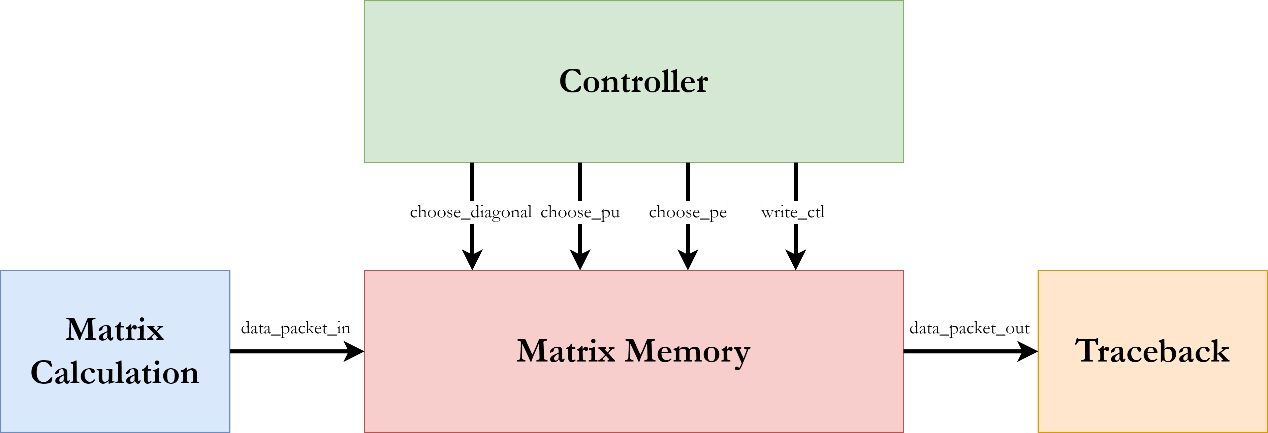 Controller
choose_diagonal choose_pu choose_pe write_ctl
Matrix
Calculation
data_packet_in
Matrix Memory
data_packet_out
Traceback